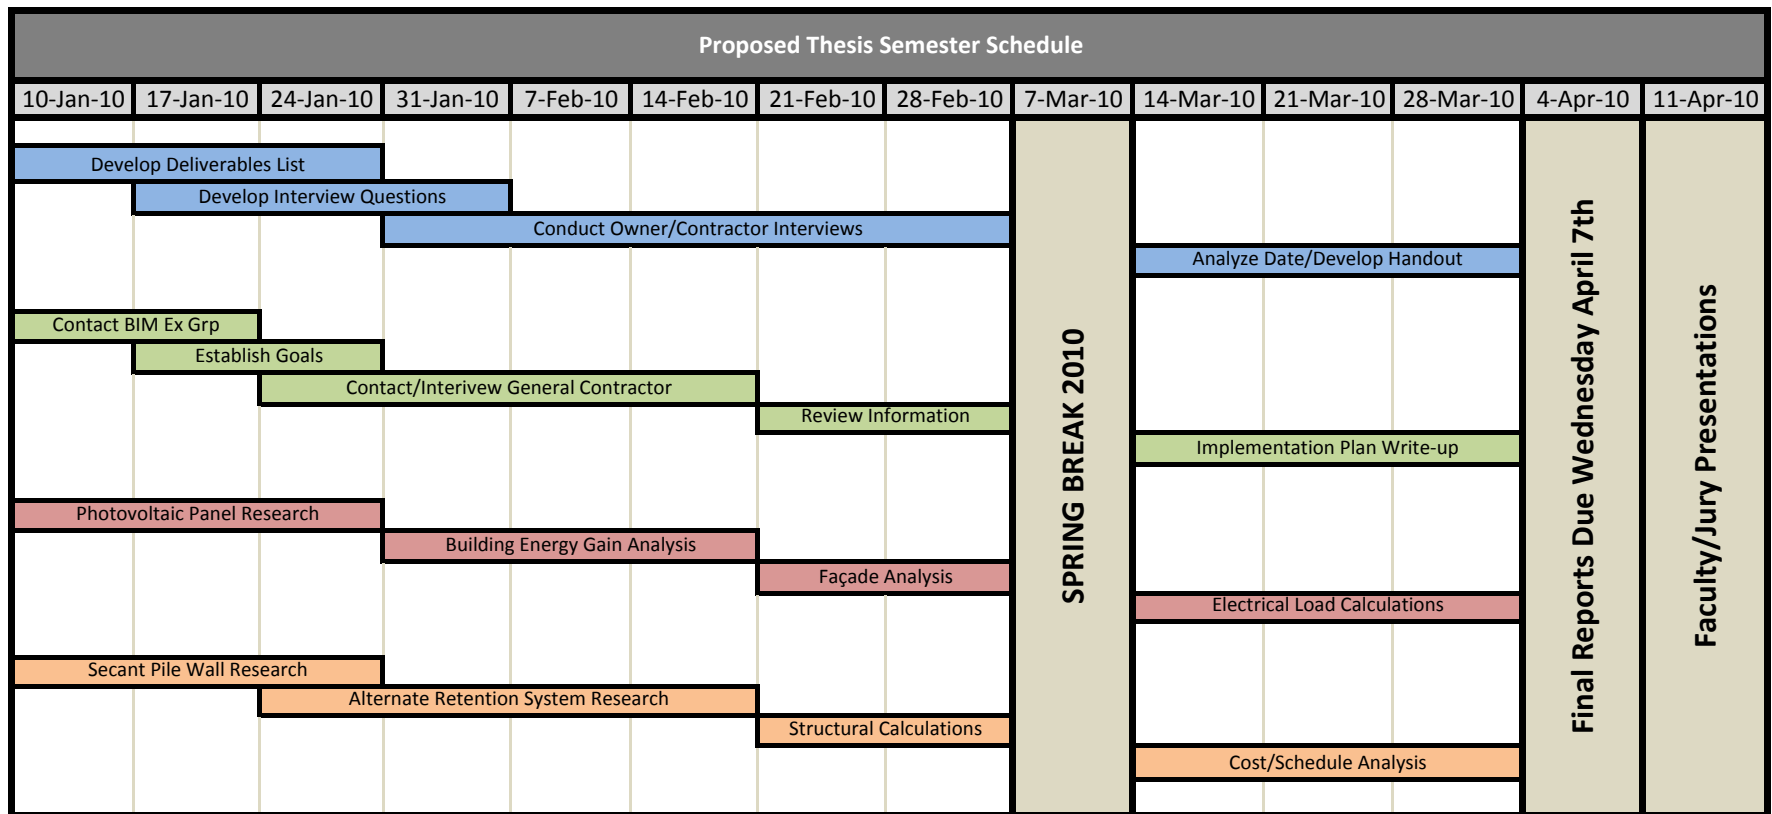 Proposed Thesis Semester Schedule
10-Jan-10 17-Jan-10 24-Jan-10 31-Jan-10 7-Feb-10 14-Feb-10 21-Feb-10 28-Feb-10 7-Mar-10 14-Mar-10 21-Mar-10 28-Mar-10 4-Apr-10 11-Apr-10
Develop Deliverables List
Develop Interview Questions
Conduct Owner/Contractor Interviews
Analyze Date/Develop Handout
Contact BIM Ex Grp
Establish Goals
Contact/Interivew General Contractor
Review Information
Implementation Plan Write-up
Photovoltaic Panel Research
Building Energy Gain Analysis
Façade Analysis
Electrical Load Calculations
Secant Pile Wall Research
Alternate Retention System Research
Structural Calculations
Cost/Schedule Analysis
SPRING BREAK 2010
Final Reports Due Wednesday April 7th
Faculty/Jury Presentations